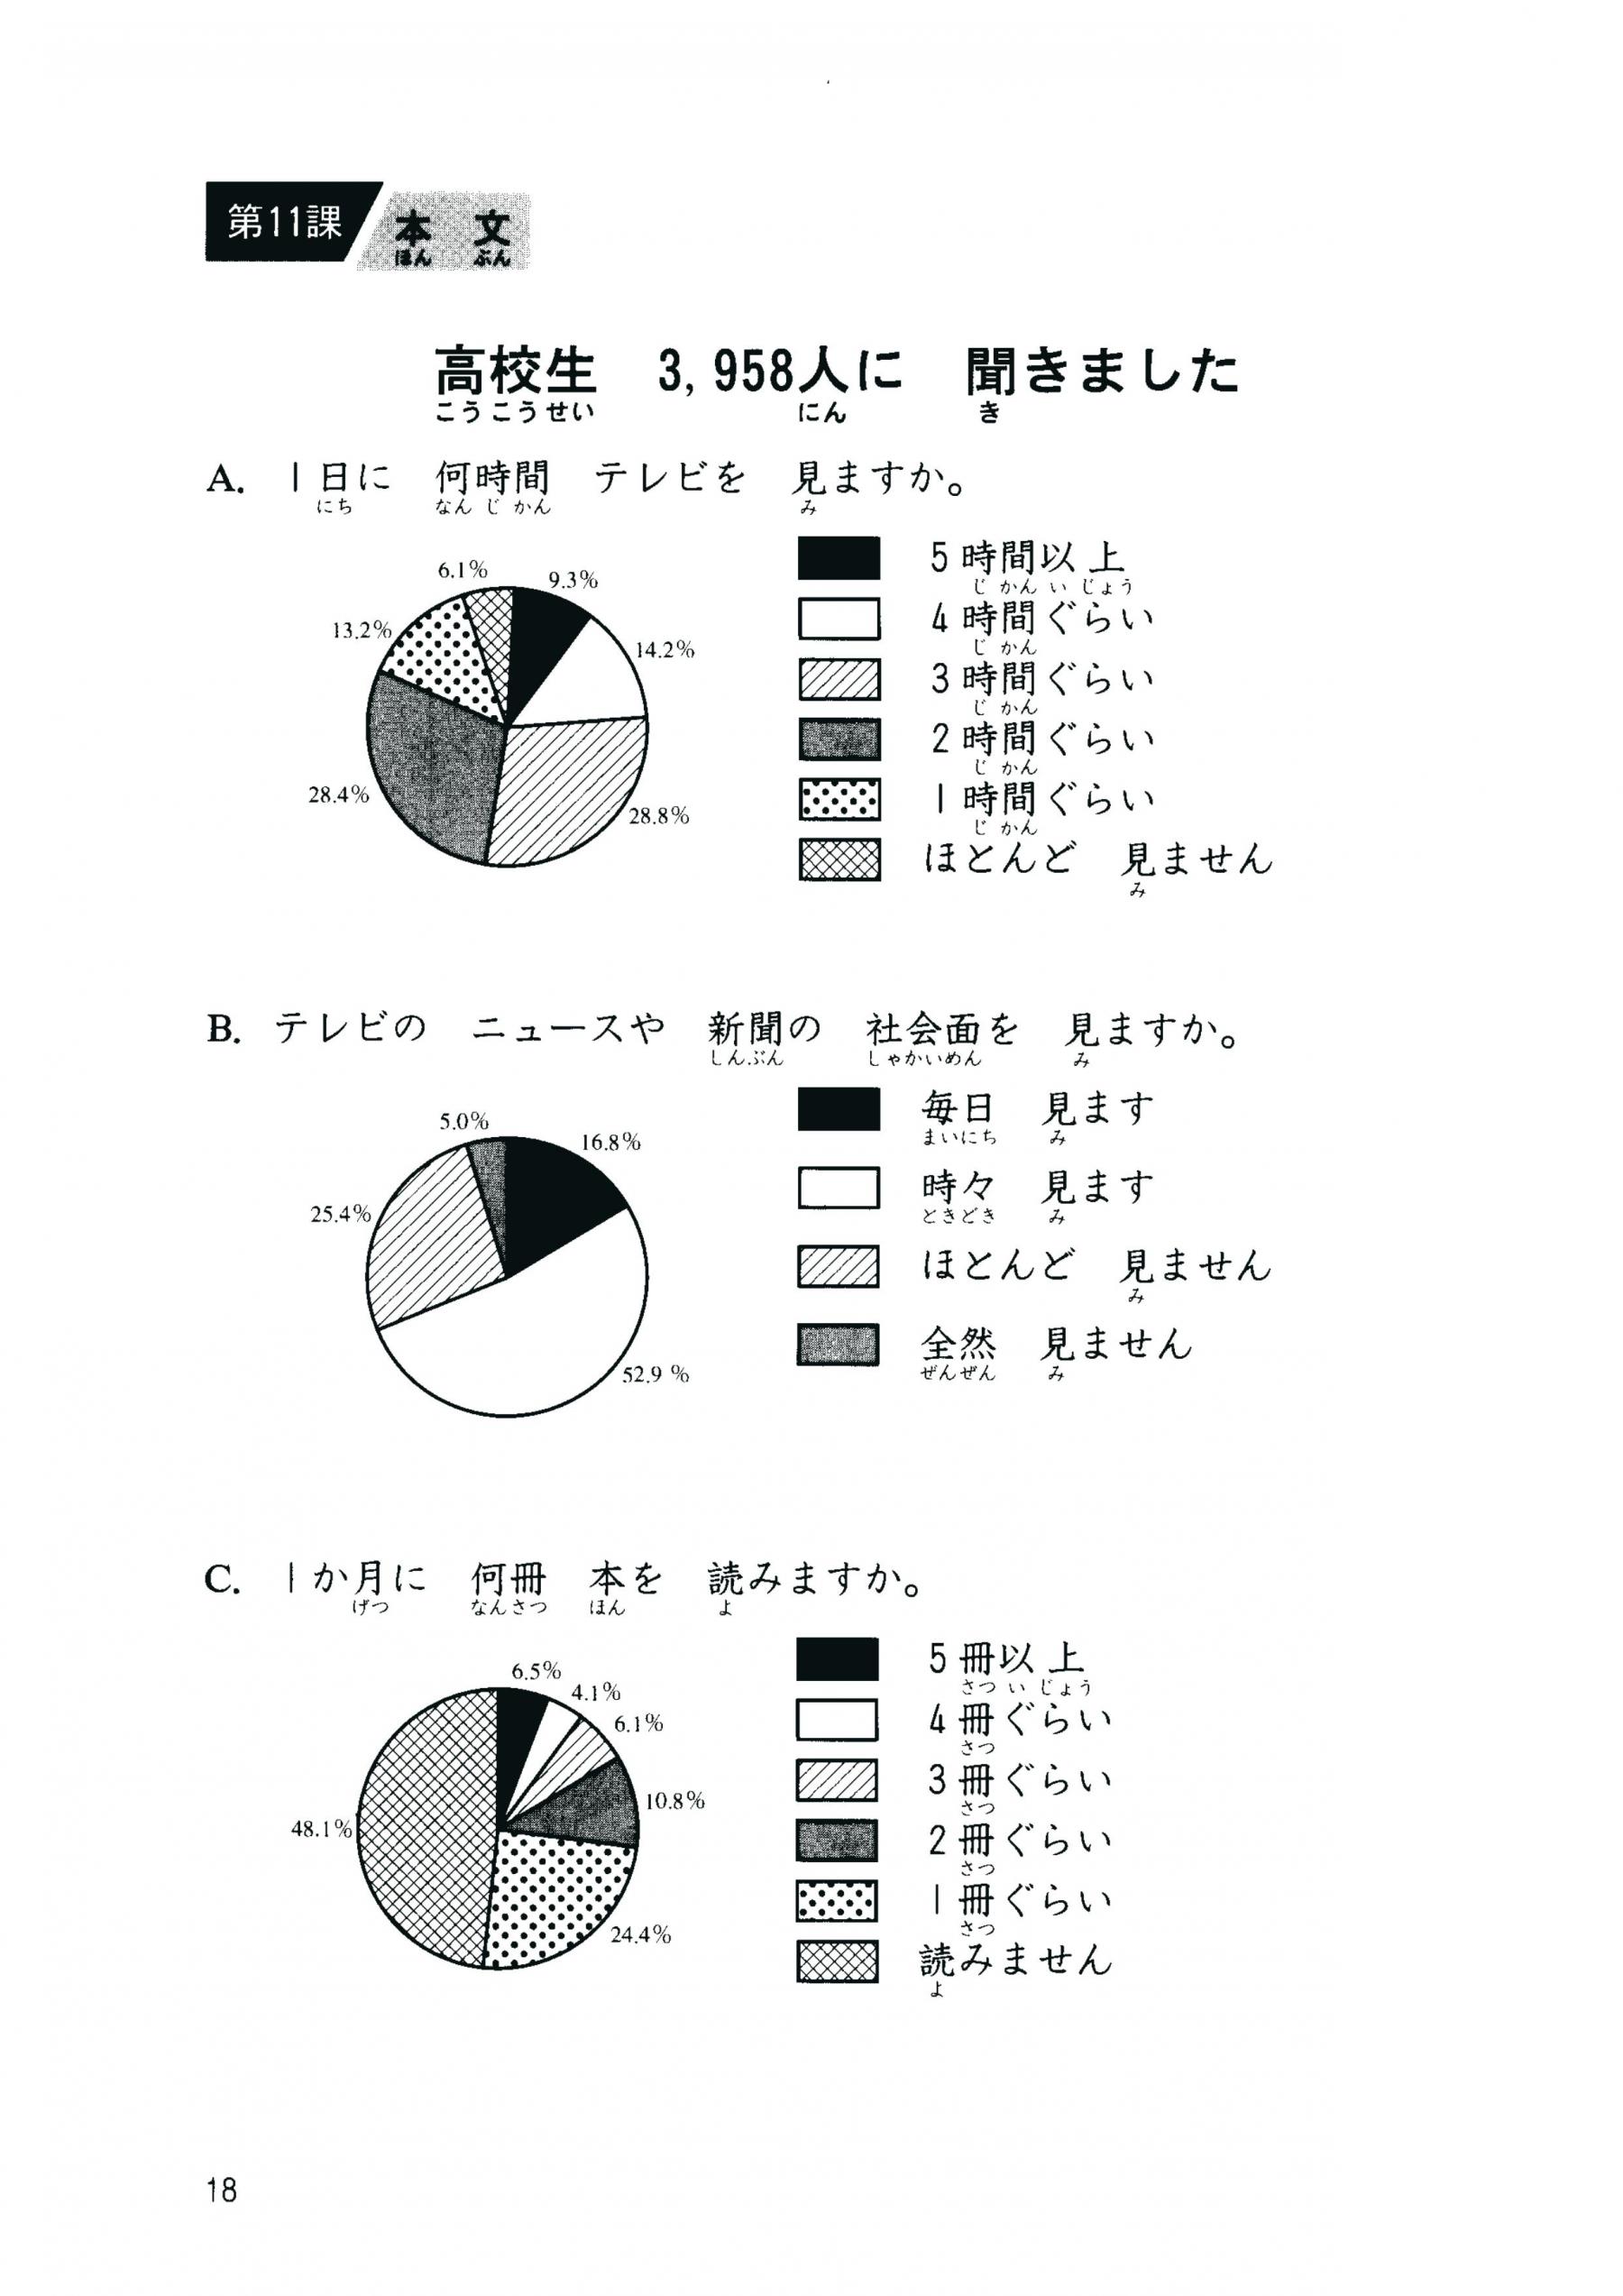 第11課 本文
ほん ぶん
高校生 3,958人に 聞きました
こうこうせい にん き
A. 1日に 何時間 テレビを 見ますか。
にち なんじかん み
6.1%
9.3%
13.2%
14.2%
28.4%
28.8%
5時間以上
じかんいじょう
4時間ぐらい
じかん
3時間ぐらい
じかん
2時間ぐらい
じかん
1時間ぐらい
じかん
ほとんど 見ません
み
B. テレビの ニュースや 新聞の 社会面を 見ますか。
しんぶん しゃかいめん み
5.0%
16.8%
25.4%
52.9 %
毎日 見ます
まいにち み
時々 見ます
ときどき み
ほとんど 見ません
み
全然 見ません
ぜんぜん み
C. 1か月に 何冊 本を 読みますか。
げつ なんさつ ほん よ
6.5%
4.1%
6.1%
10.8%
48.1%
24.4%
5冊以上
さついじょう
4冊ぐらい
さつ
3冊ぐらい
さつ
2冊ぐらい
さつ
1冊ぐらい
さつ
読みません
よ
18